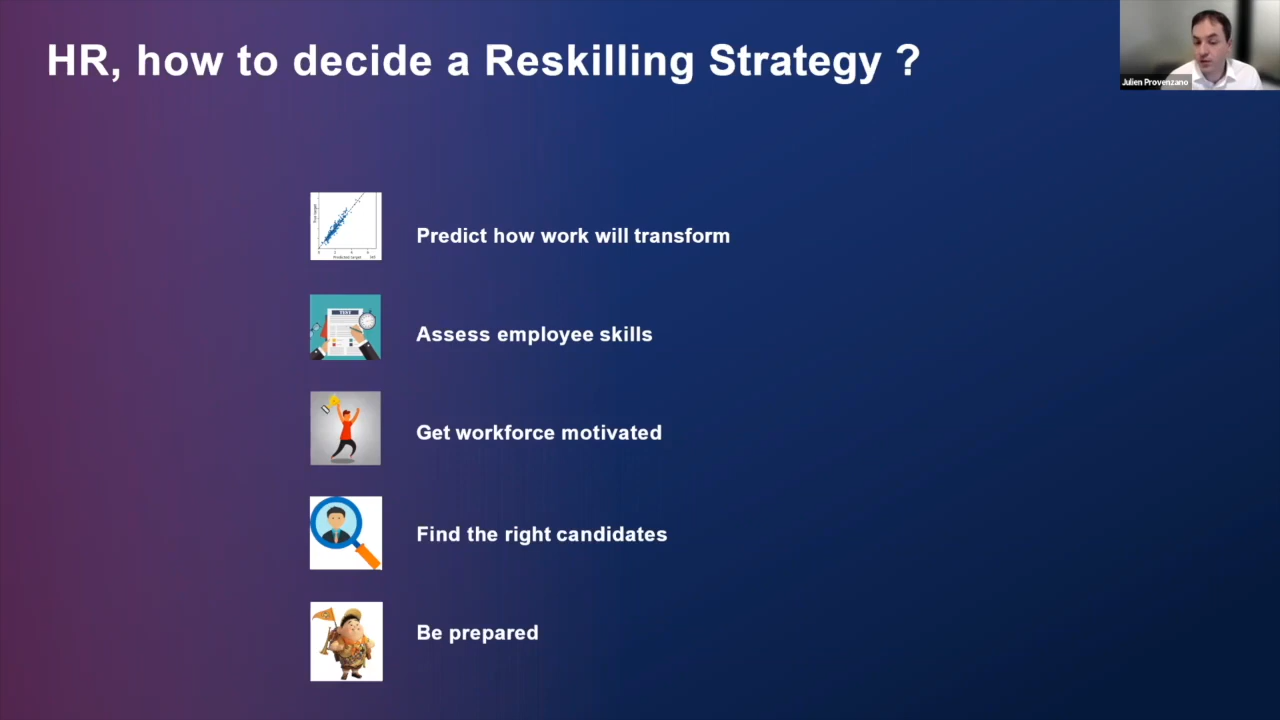 HR, how to decide a Reskilling Strategy ?
Julien Provenzano
Predict how work will transform
TEST
Assess employee skills
Get workforce motivated
Find the right candidates
Be prepared